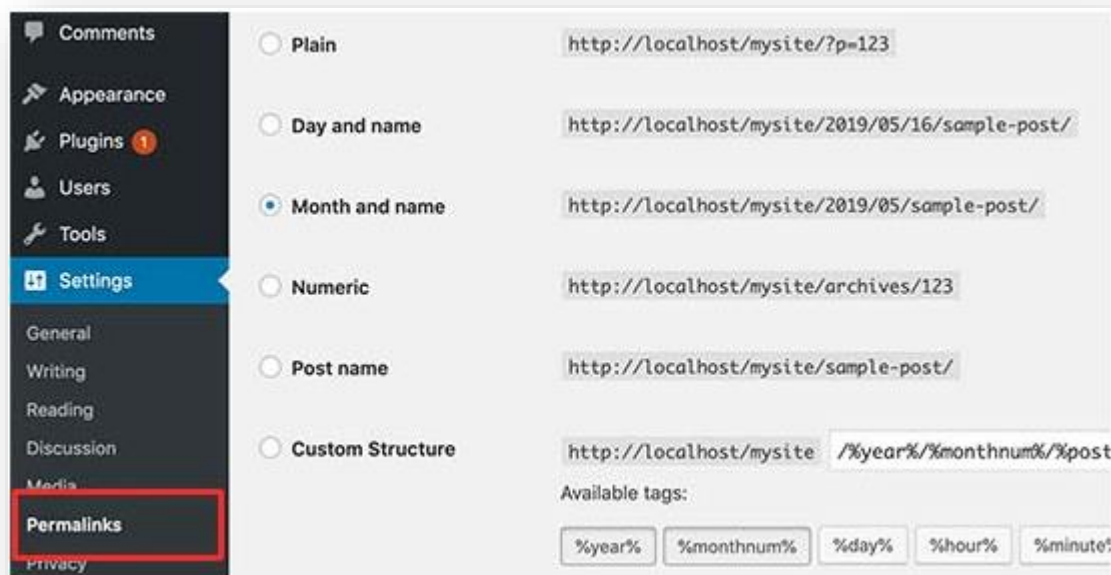 Comments
Appearance
Plugins 1
Users
Tools
Settings
General
Writing
Reading
Discussion
Media
Permalinks
Privacy
Plain http://localhost/mysite/?p=123
Day and name http://localhost/mysite/2019/05/16/sample-post/
Month and name http://localhost/mysite/2019/05/sample-post/
Numeric http://localhost/mysite/archives/123
Post name http://localhost/mysite/sample-post/
Custom Structure http://localhost/mysite /%year%/%monthnum%/%post
Available tags:
%year% %monthnum% %day% %hour% %minute%